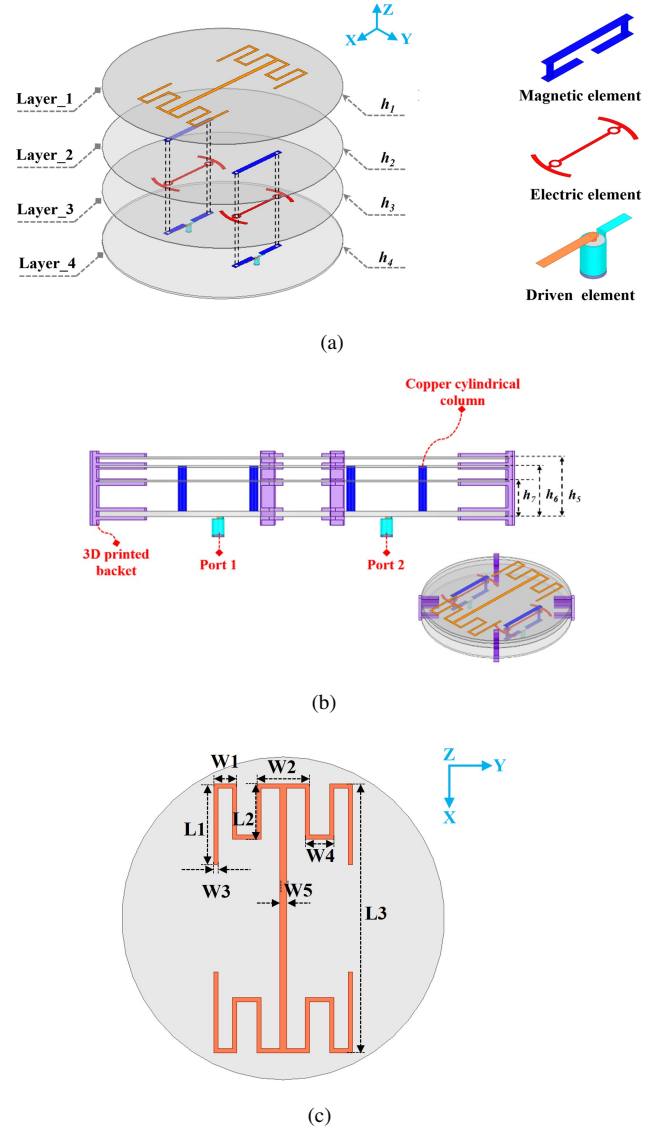 Z
X
Y
Layer_1
h1
Layer_2
h2
Layer_3
h3
Layer_4
h4
Magnetic element
Electric element
Driven element
(a)
Copper cylindrical
column
h7
h6
h5
3D printed
backet
Port 1
Port 2
(b)
W1
W2
Z
Y
X
L1
L2
W4
W3
W5
L3
(c)